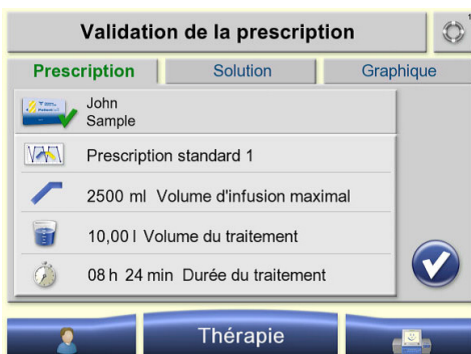 Validation de la prescription
Prescription
Solution
Graphique
John
Sample
Prescription standard 1
2500 ml Volume d'infusion maximal
10,00 l Volume du traitement
08 h 24 min Durée du traitement
Thérapie